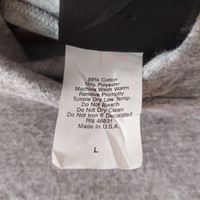 88% Cotton
12% Polyester
Machine Wash Warm
Remove Promptly
Tumble Dry Low Temp
Do Not Bleach
Do Not Dry Clean
Do Not Iron If Decorated
RN 46831
Made In U.S.A
L